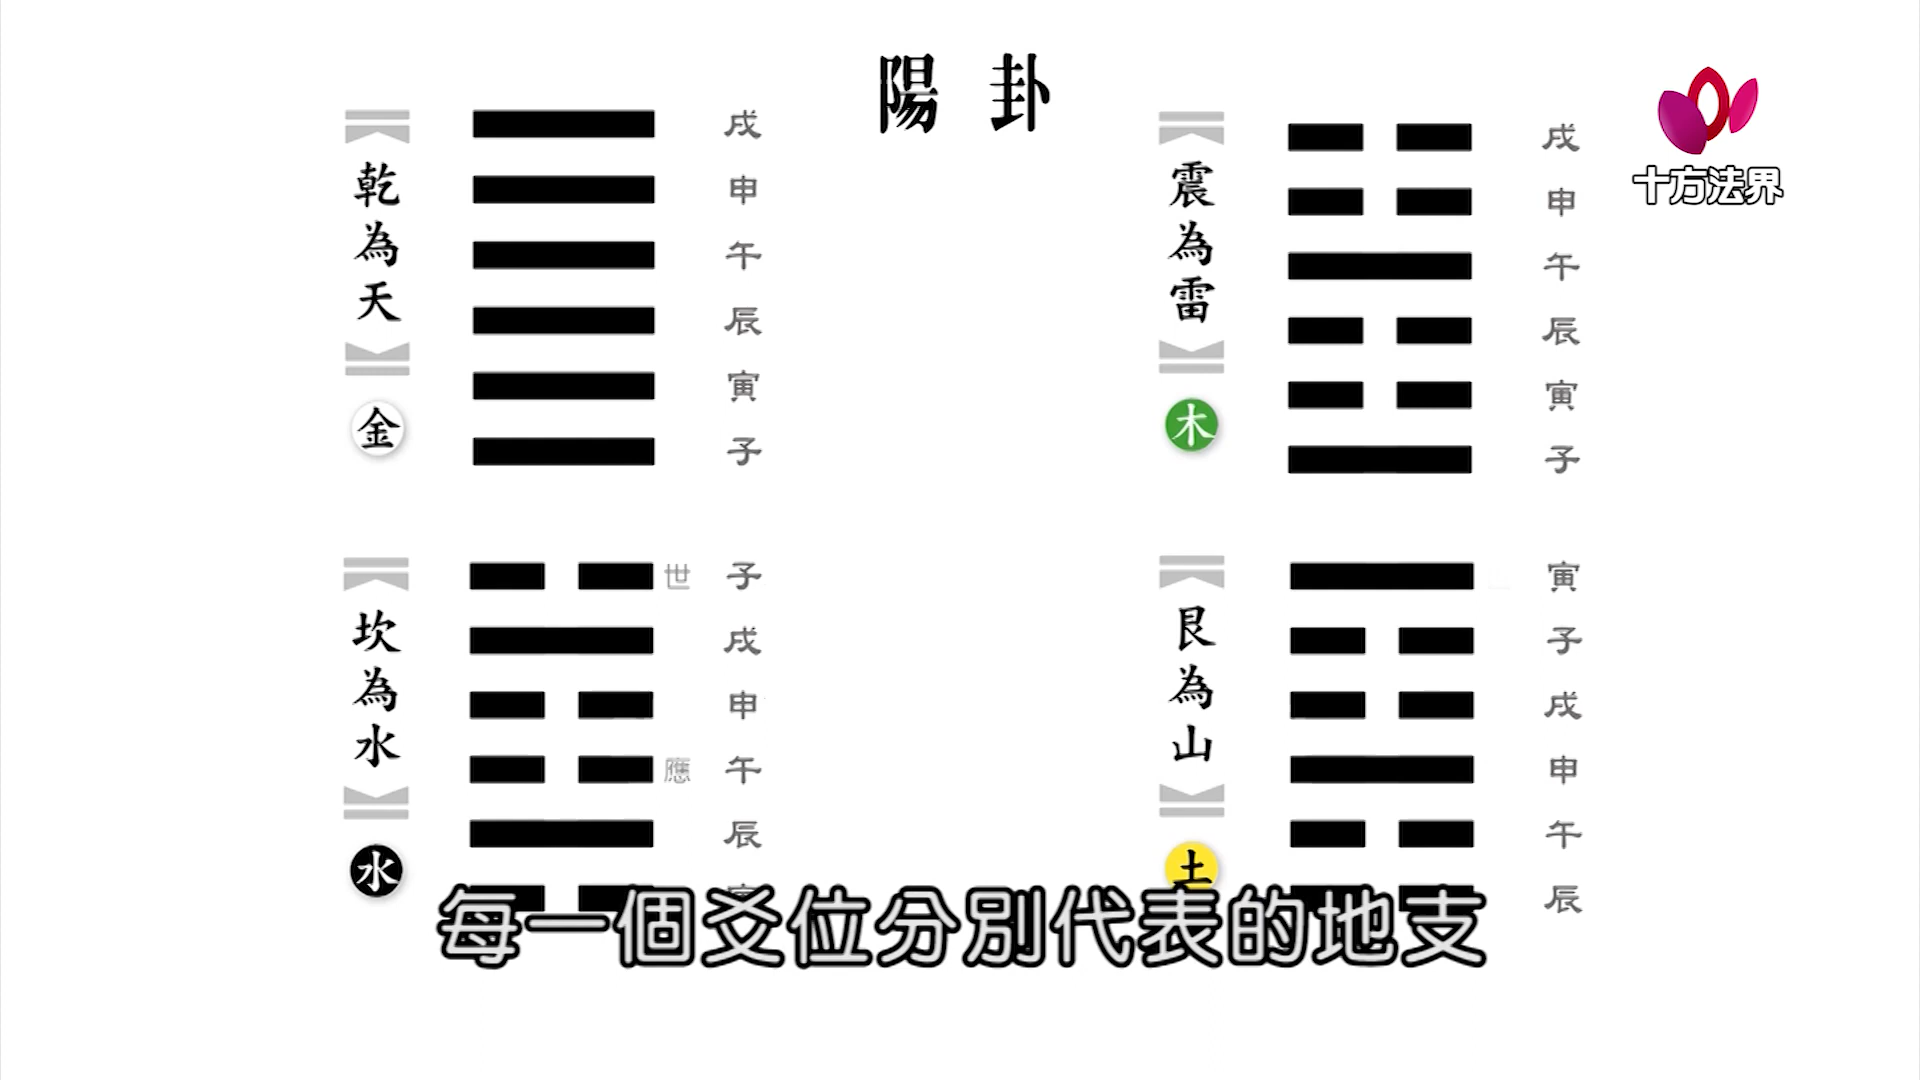 陽卦
十方法界
乾為天
金
戌
申
午
辰
寅
子
震為雷
木
戌
申
午
辰
寅
子
坎為水
水
世 子
戌
申
應 午
辰
艮為山
土
寅
子
戌
申
午
辰
每一個爻位分別代表的地支